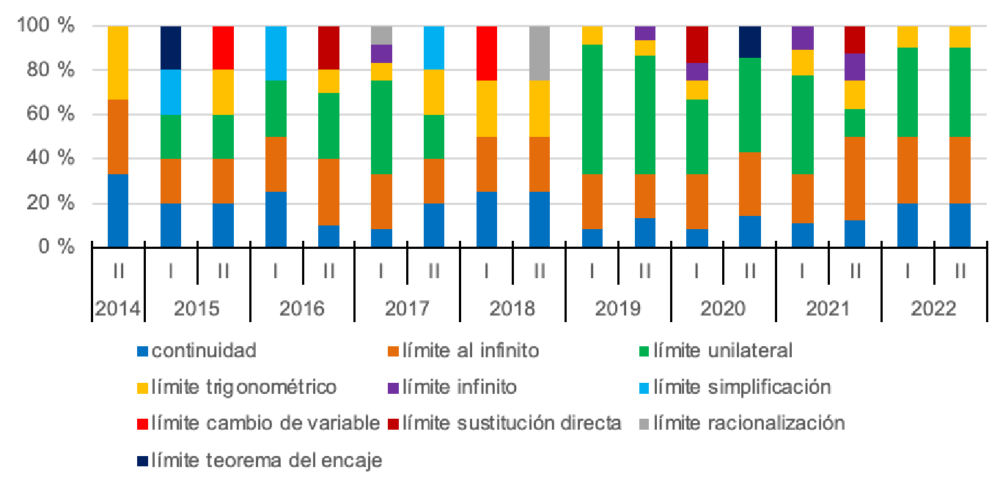 100 %
80 %
60 %
40 %
20 %
0 %
II I II I II I II I II I II I II I II I II
2014 2015 2016 2017 2018 2019 2020 2021 2022
continuidad límite al infinito límite unilateral
límite trigonométrico límite infinito límite simplificación
límite cambio de variable límite sustitución directa límite racionalización
límite teorema del encaje